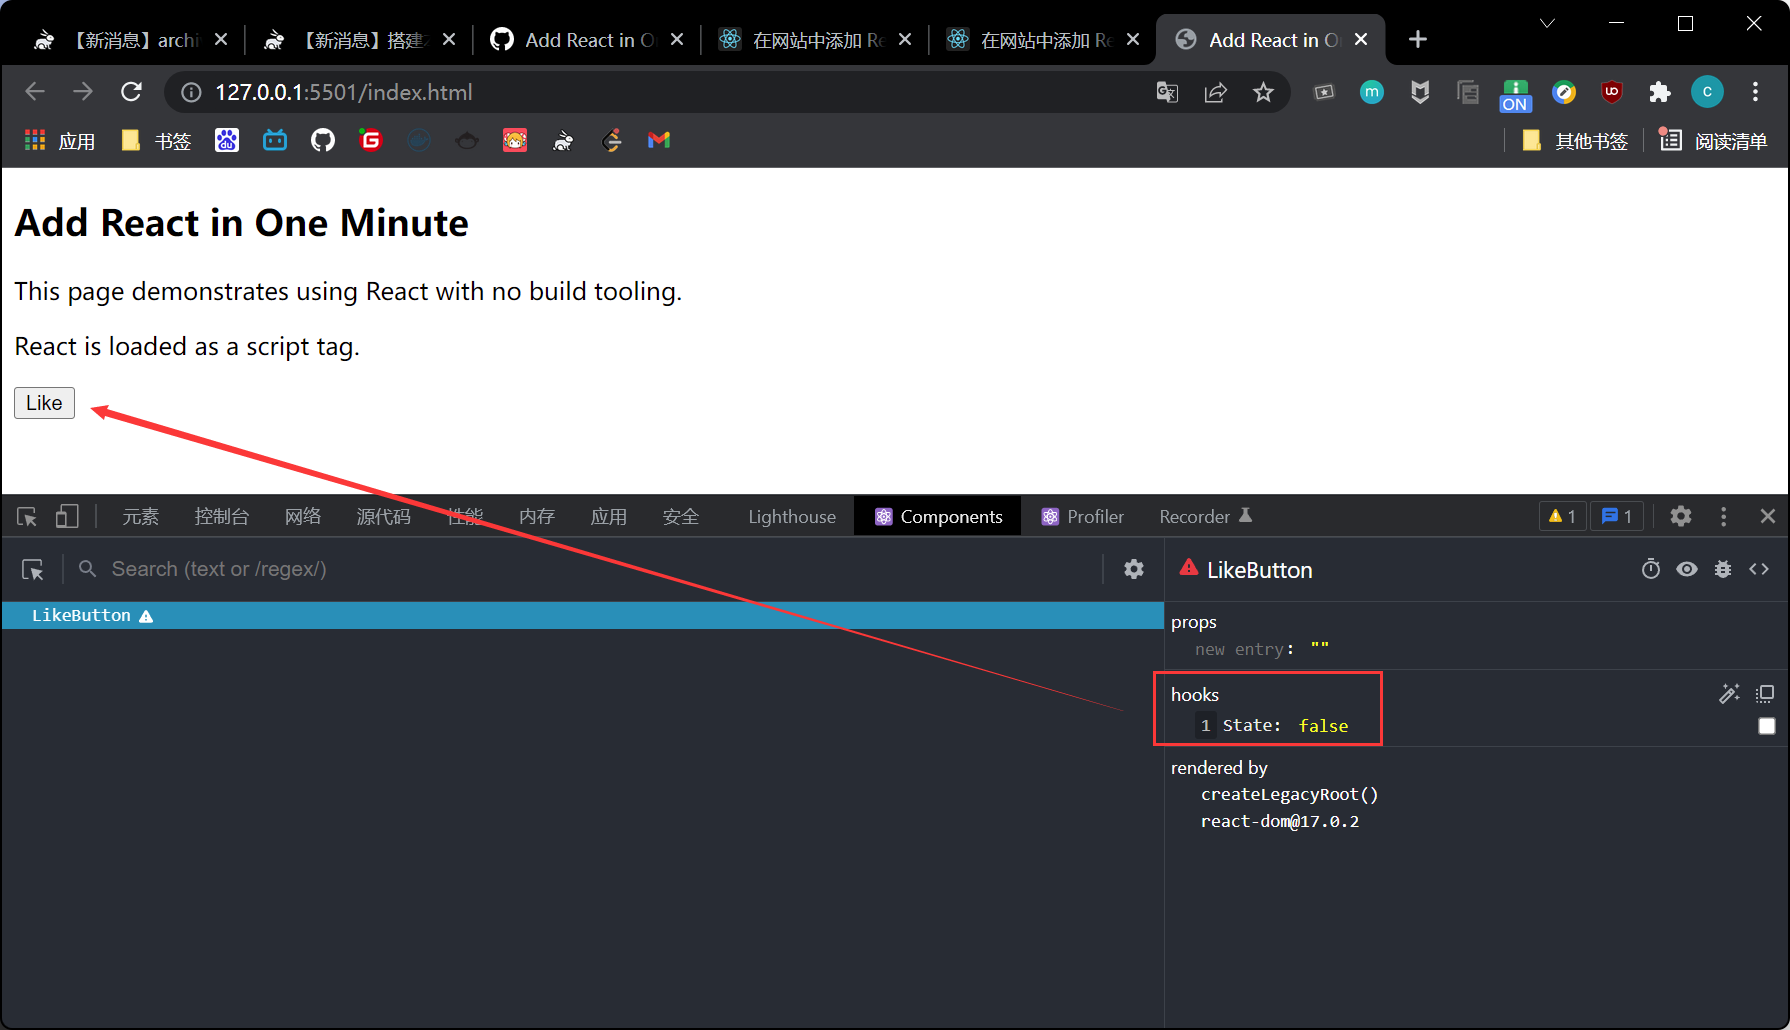 【新消息】archi
【新消息】搭建
Add React in O
在网站中添加 Re
在网站中添加 Re
Add React in O
127.0.0.1:5501/index.html
m
ON
UD
C
应用
书签
du
G
其他书签
阅读清单
Add React in One Minute
This page demonstrates using React with no build tooling.
React is loaded as a script tag.
Like
元素 控制台 网络 源代码 性能 内存 应用 安全 Lighthouse Components Profiler Recorder 1 1
Search (text or /regex/)
LikeButton
LikeButton
props
new entry: ""
hooks
1 State: false
rendered by
createLegacyRoot()
react-dom@17.0.2